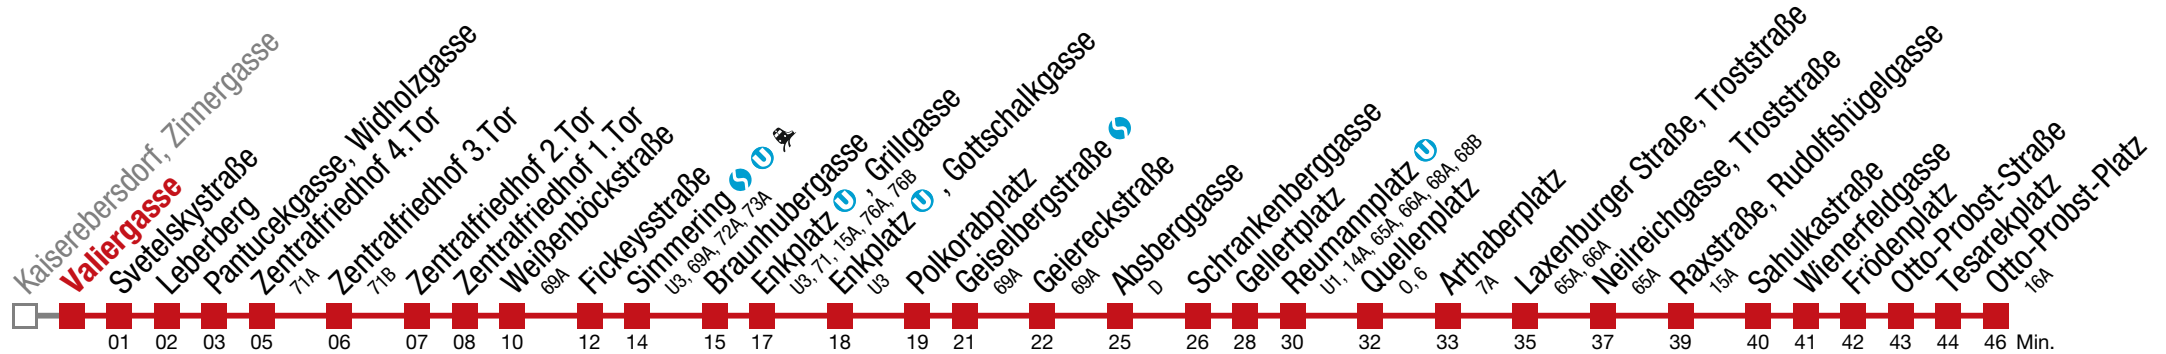 Kaiserebersdorf, Zinnergasse
Valiergasse
Svetelskystraße
01
Leberberg
02
Pantucekgasse, Widholzgasse
03
Zentralfriedhof 4.Tor
71A
05
Zentralfriedhof 3.Tor
71B
06
Zentralfriedhof 2.Tor
07
Zentralfriedhof 1.Tor
08
Weißenböckstraße
69A
10
Fickeysstraße
12
Simmering S U
U3, 69A, 72A, 73A
14
Braunhubergasse
15
Enkplatz U , Grillgasse
U3, 71, 15A, 76A, 76B
17
Enkplatz U , Gottschalkgasse
U3
18
Polkorabplatz
19
Geiselbergstraße S
69A
21
Geiereckstraße
69A
22
Absberggasse
D
25
Schrankenberggasse
26
Gellertplatz
28
Reumannplatz U
U1, 14A, 65A, 66A, 68A, 68B
30
Quellenplatz
O, 6
32
Arthaberplatz
7A
33
Laxenburger Straße, Troststraße
65A, 66A
35
Neilreichgasse, Troststraße
65A
37
Raxstraße, Rudolfshügelgasse
15A
39
Sahulkastraße
40
Wienerfeldgasse
41
Frödenplatz
42
Otto-Probst-Straße
43
Tesarekplatz
44
Otto-Probst-Platz
16A
46 Min.